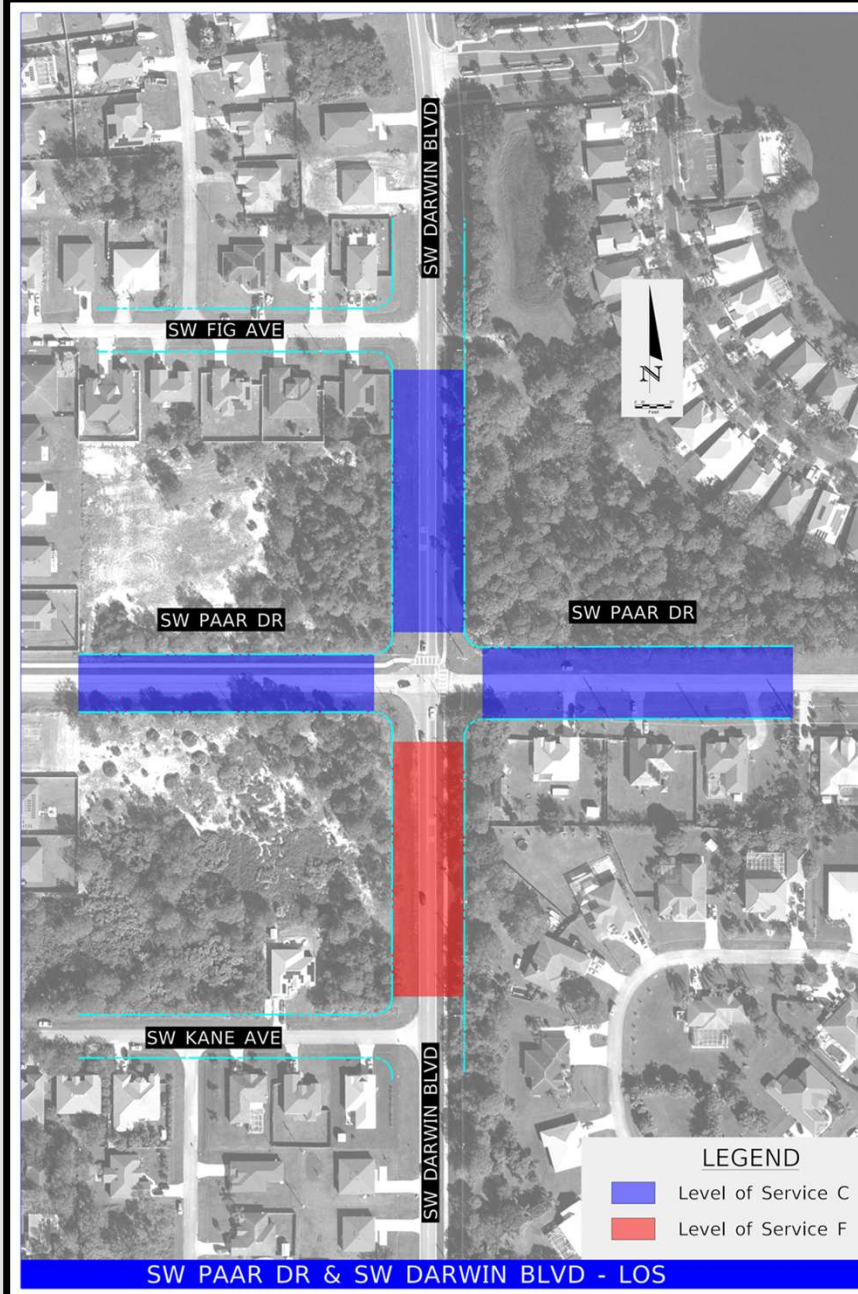 SW DARWIN BLVD
SW FIG AVE
N
SW PAAR DR
SW PAAR DR
SW KANE AVE
SW DARWIN BLVD
LEGEND
Level of Service C
Level of Service F
SW PAAR DR & SW DARWIN BLVD - LOS